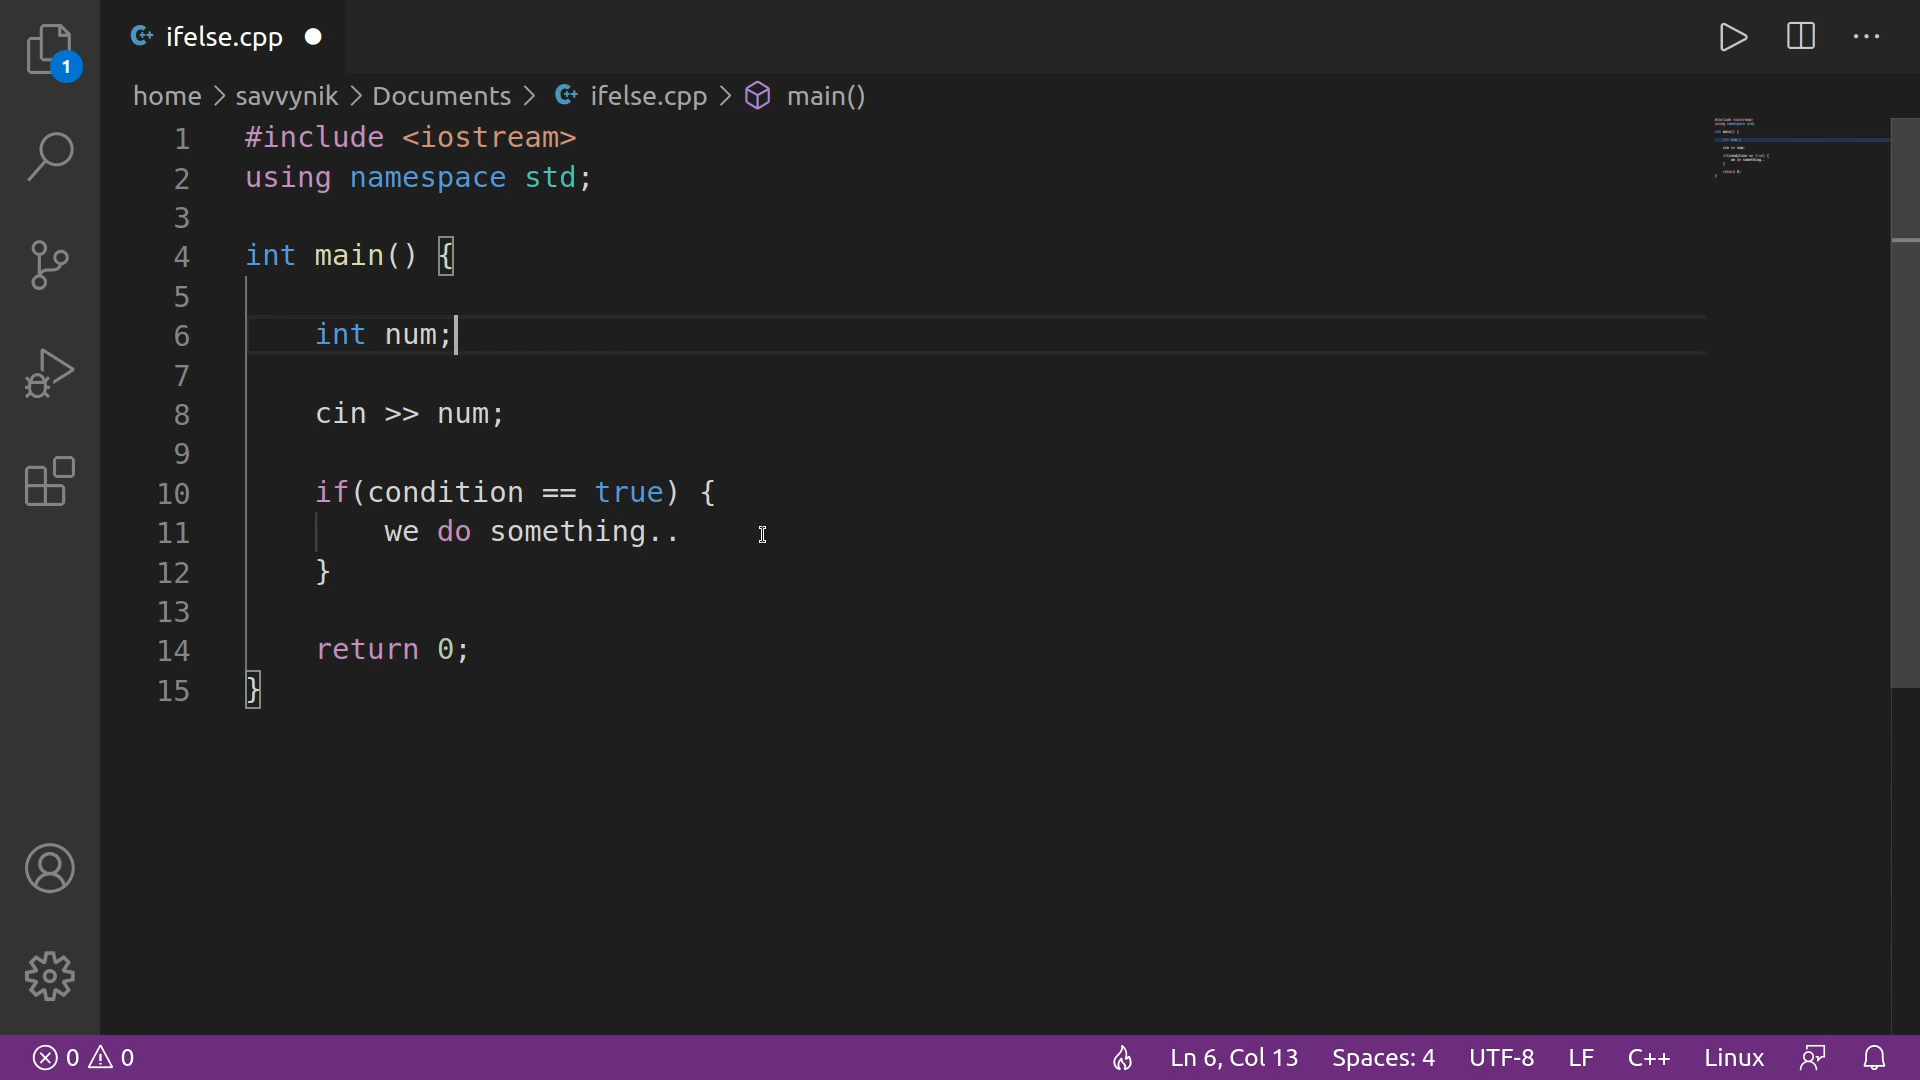 ifelse.cpp
1
home > savvynik > Documents > ifelse.cpp > main()
1 #include <iostream>
2 using namespace std;
3
4 int main() {
5
6     int num;
7
8     cin >> num;
9
10     if(condition == true) {
11         we do something..
12     }
13
14     return 0;
15 }
0 0 Ln 6, Col 13 Spaces: 4 UTF-8 LF C++ Linux